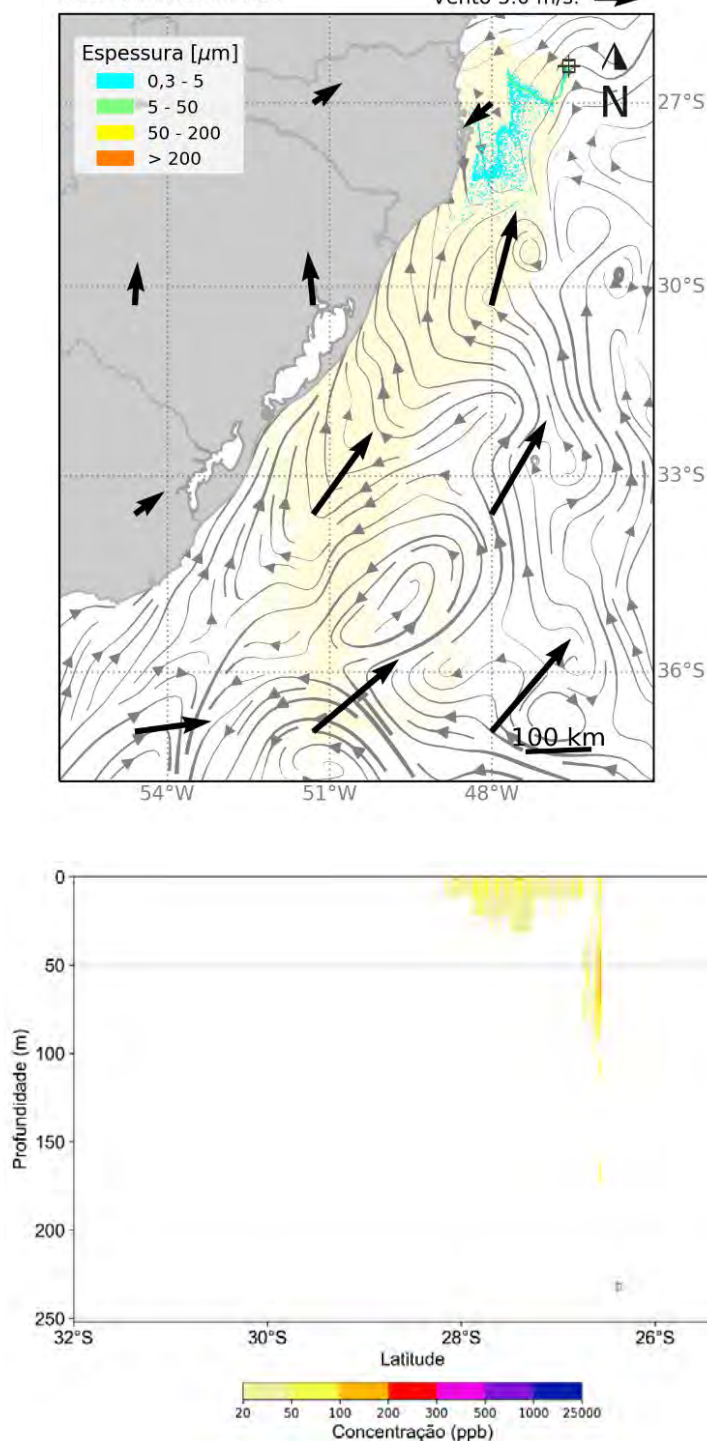 Vento 5.0 m/s:
Espessura [μm]
0,3 - 5
5 - 50
50 - 200
> 200
N
27°S
30°S
33°S
36°S
100 km
54°W
51°W
48°W
0
50
100
150
200
250
Profundidade (m)
32°S
30°S
28°S
26°S
Latitude
20
50
100
200
300
500
1000
25000
Concentração (ppb)